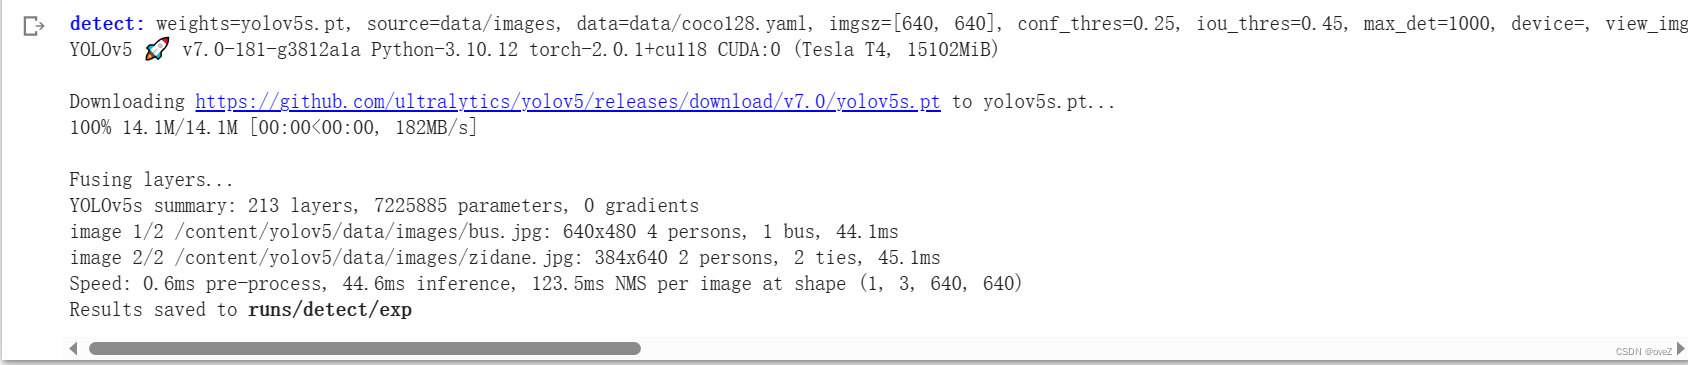 detect: weights=yolov5s.pt, source=data/images, data=data/coco128.yaml, imgsz=[640, 640], conf_thres=0.25, iou_thres=0.45, max_det=1000, device=, view_img
YOLOv5 🚀 v7.0-181-g3812a1a Python-3.10.12 torch-2.0.1+cu118 CUDA:0 (Tesla T4, 15102MiB)
Downloading https://github.com/ultralytics/yolov5/releases/download/v7.0/yolov5s.pt to yolov5s.pt...
100% 14.1M/14.1M [00:00<00:00, 182MB/s]
Fusing layers...
YOLOv5s summary: 213 layers, 7225885 parameters, 0 gradients
image 1/2 /content/yolov5/data/images/bus.jpg: 640x480 4 persons, 1 bus, 44.1ms
image 2/2 /content/yolov5/data/images/zidane.jpg: 384x640 2 persons, 2 ties, 45.1ms
Speed: 0.6ms pre-process, 44.6ms inference, 123.5ms NMS per image at shape (1, 3, 640, 640)
Results saved to runs/detect/exp
CSDN @oveZ